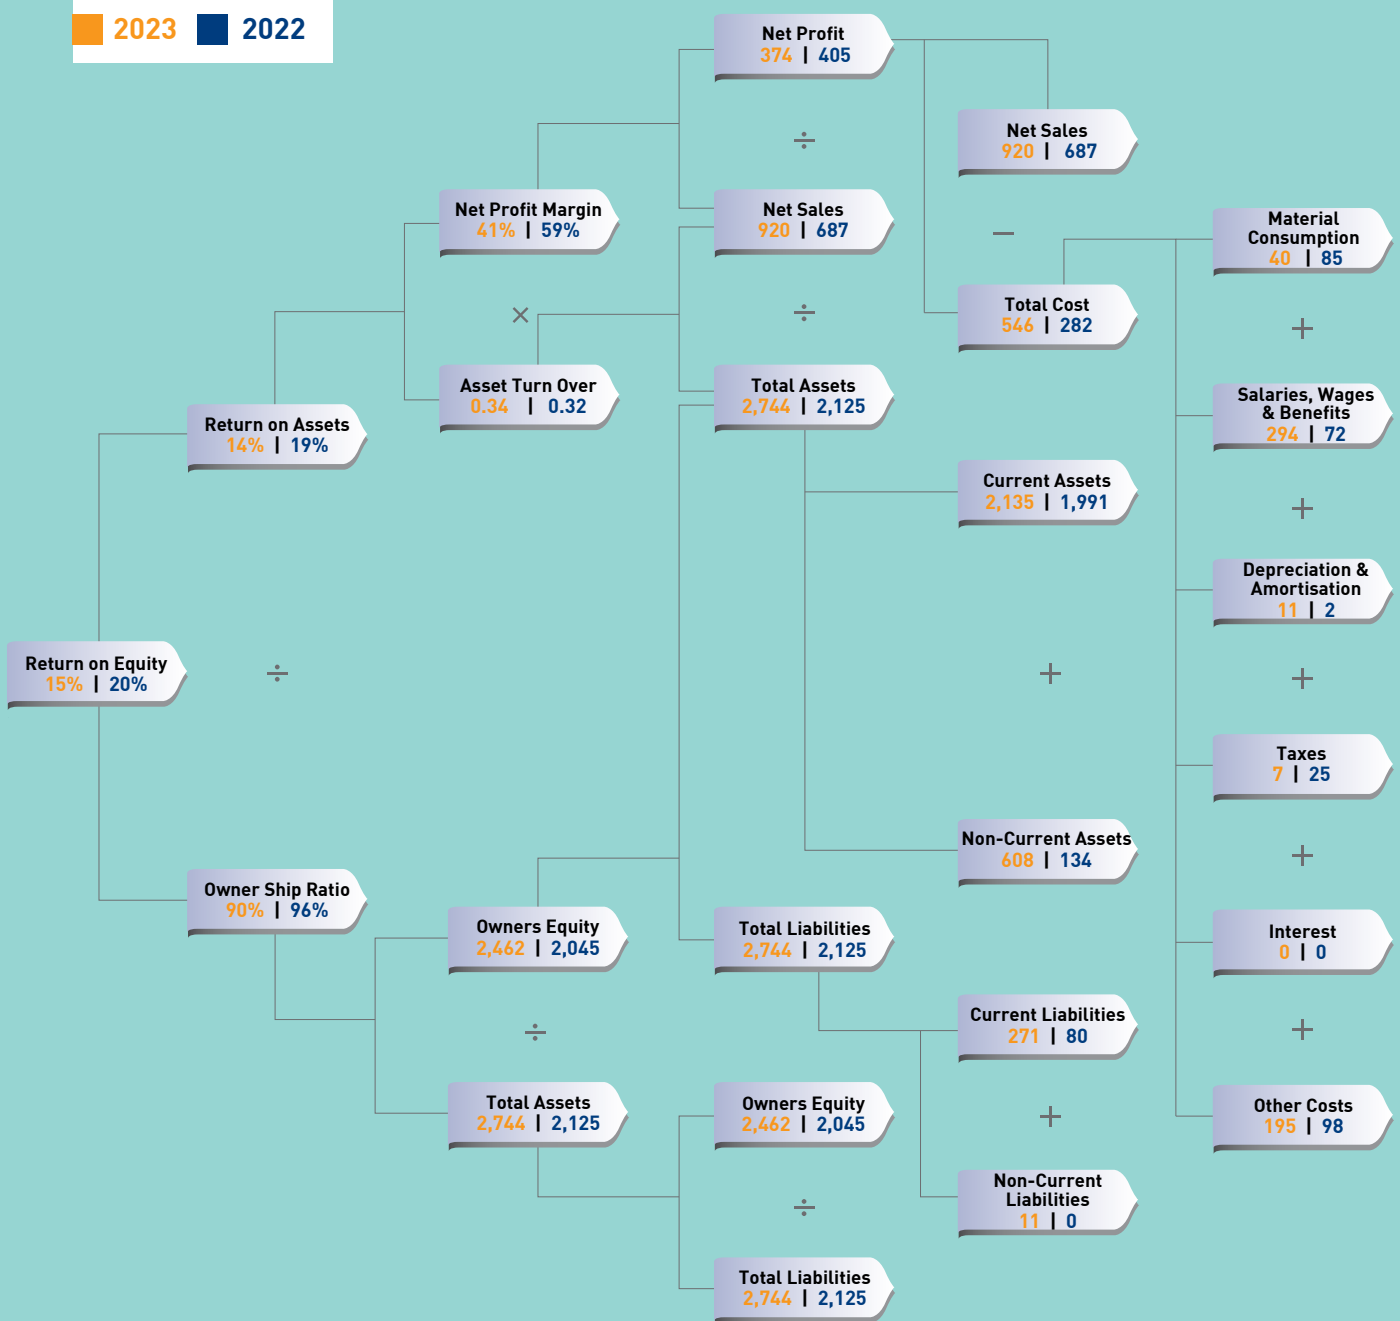 2023 2022
Net Profit
374 | 405
÷
Net Sales
920 | 687
Net Profit Margin
41% | 59%
Net Sales
920 | 687
−
Material
Consumption
40 | 85
×
÷
Total Cost
546 | 282
+
Asset Turn Over
0.34 | 0.32
Total Assets
2,744 | 2,125
Salaries, Wages
& Benefits
294 | 72
Return on Assets
14% | 19%
Current Assets
2,135 | 1,991
+
Depreciation &
Amortisation
11 | 2
Return on Equity
15% | 20%
÷
+
+
Taxes
7 | 25
Non-Current Assets
608 | 134
+
Owner Ship Ratio
90% | 96%
Owners Equity
2,462 | 2,045
Total Liabilities
2,744 | 2,125
Interest
0 | 0
÷
Current Liabilities
271 | 80
+
Total Assets
2,744 | 2,125
Owners Equity
2,462 | 2,045
+
Other Costs
195 | 98
÷
Non-Current
Liabilities
11 | 0
Total Liabilities
2,744 | 2,125